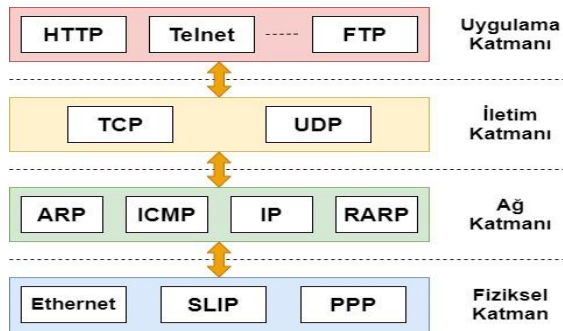 HTTP Telnet ----- FTP Uygulama
Katmanı
TCP UDP İletim
Katmanı
ARP ICMP IP RARP Ağ
Katmanı
Ethernet SLIP PPP Fiziksel
Katman